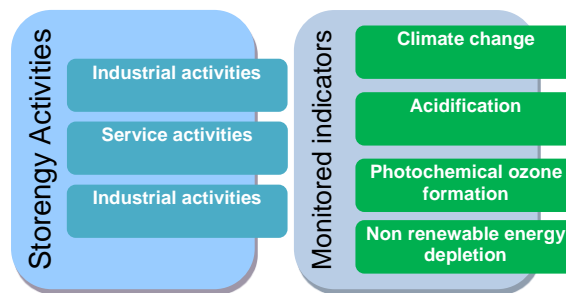 Storengy Activities
Industrial activities
Service activities
Industrial activities
Monitored indicators
Climate change
Acidification
Photochemical ozone
formation
Non renewable energy
depletion